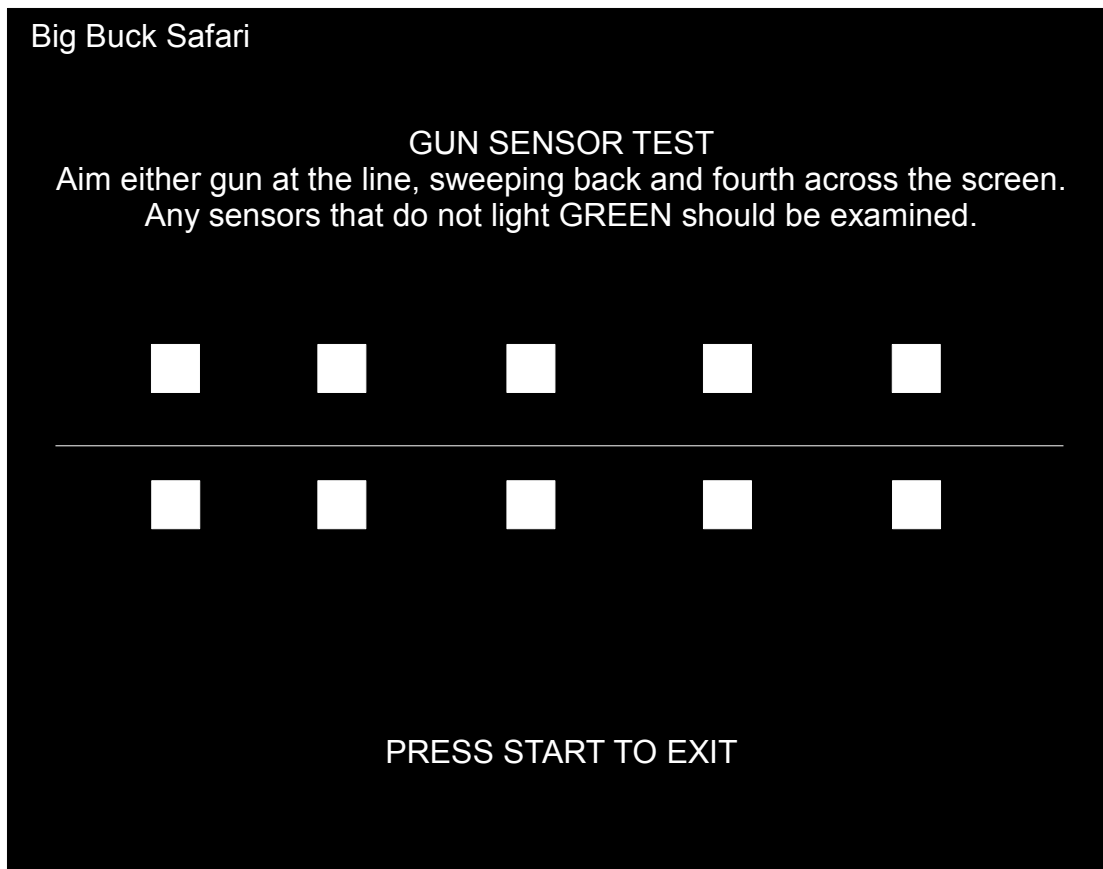 Big Buck Safari
GUN SENSOR TEST
Aim either gun at the line, sweeping back and fourth across the screen.
Any sensors that do not light GREEN should be examined.
PRESS START TO EXIT